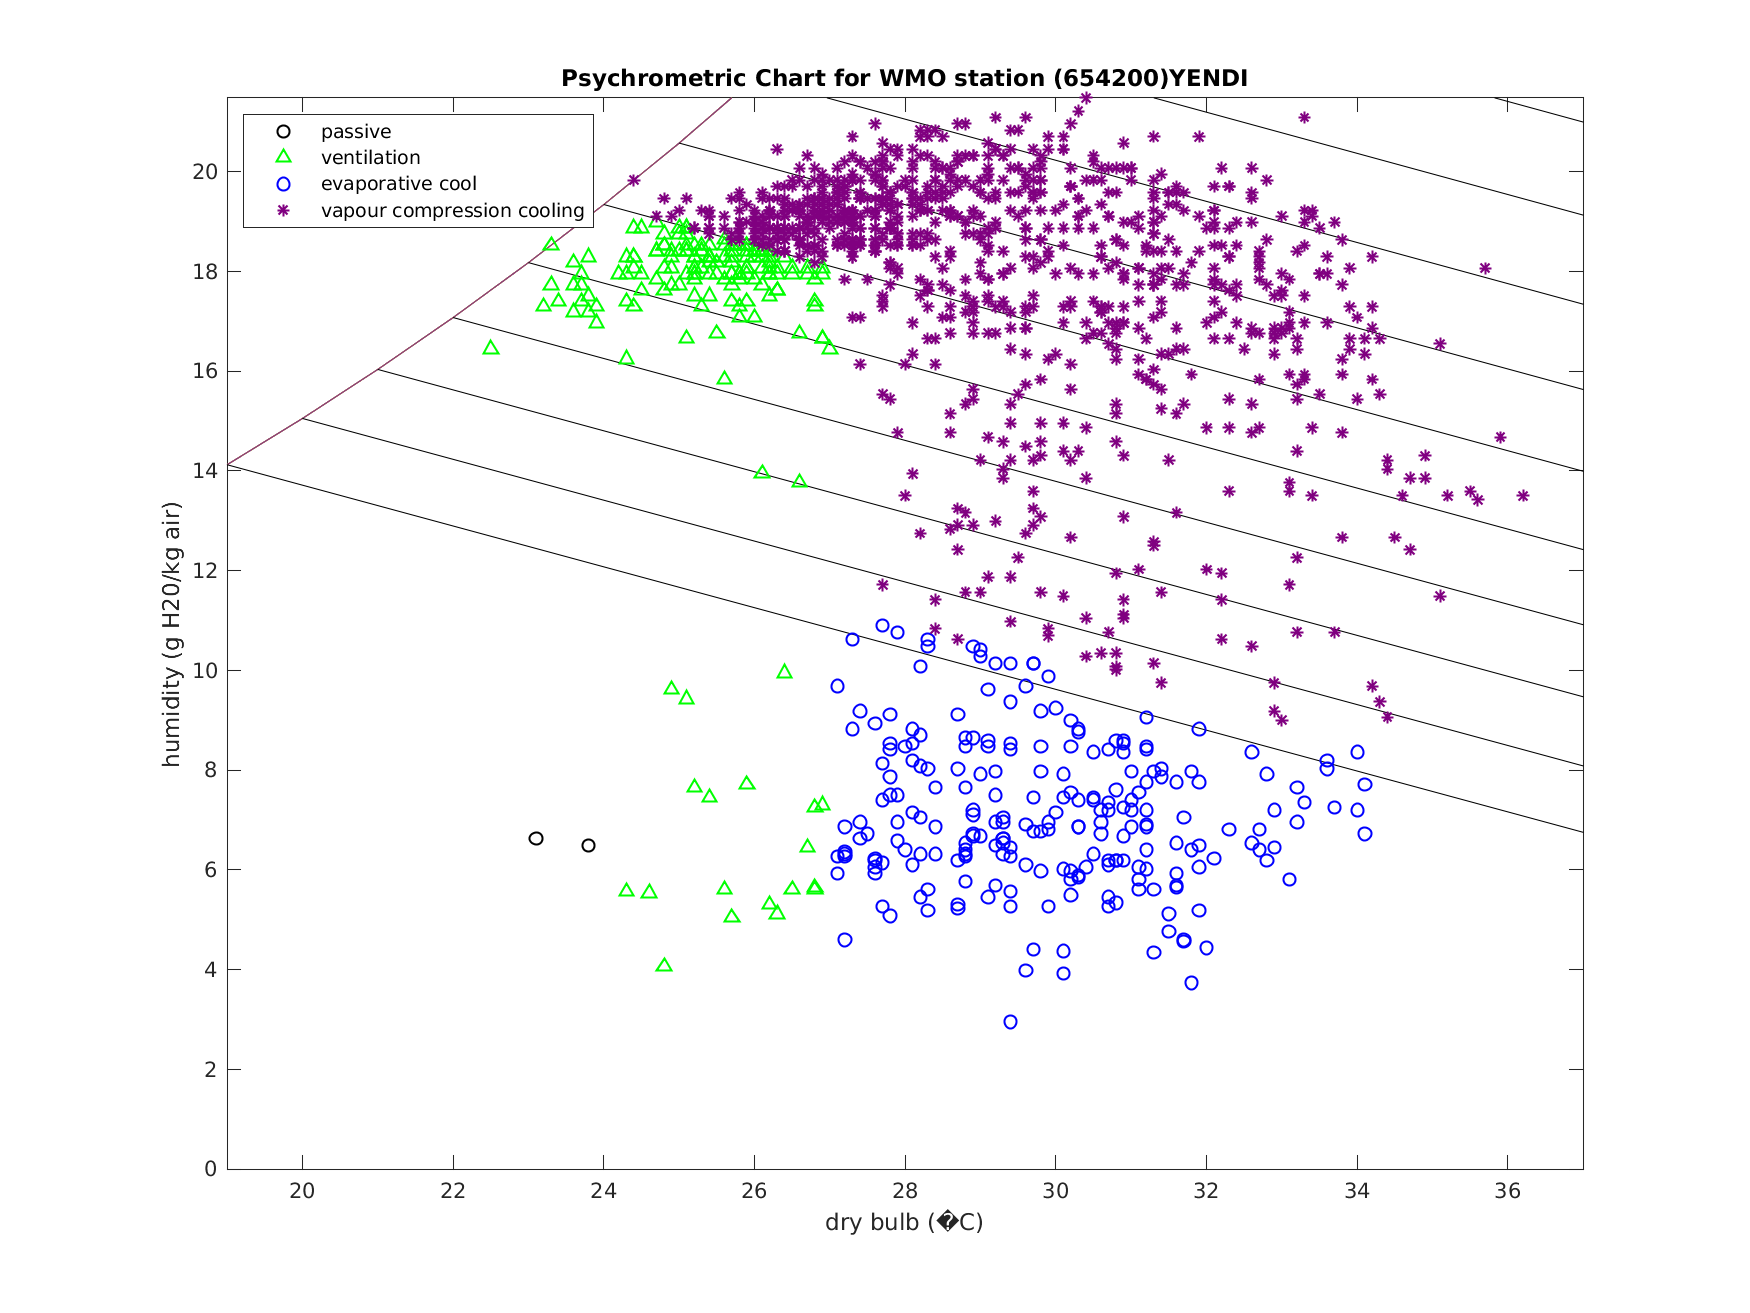 Psychrometric Chart for WMO station (654200)YENDI
passive
ventilation
evaporative cool
vapour compression cooling
humidity (g H20/kg air)
20
18
16
14
12
10
8
6
4
2
0
20 22 24 26 28 30 32 34 36
dry bulb (�C)